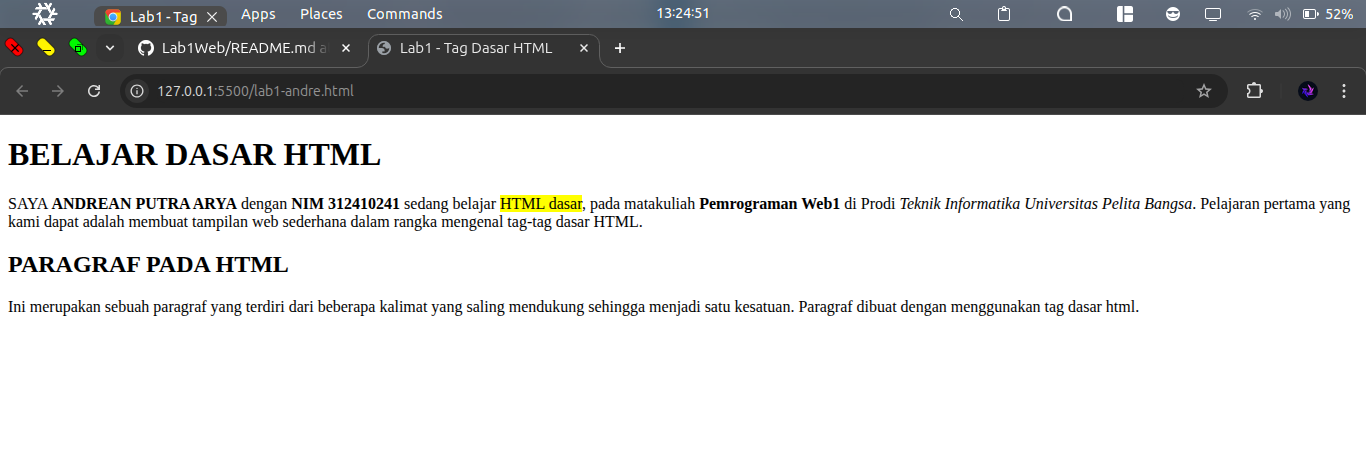 Lab1 - Tag
Apps
Places
Commands
13:24:51
52%
Lab1Web/README.md a
Lab1 - Tag Dasar HTML
127.0.0.1:5500/lab1-andre.html
BELAJAR DASAR HTML
SAYA ANDREAN PUTRA ARYA dengan NIM 312410241 sedang belajar HTML dasar, pada matakuliah Pemrograman Web1 di Prodi Teknik Informatika Universitas Pelita Bangsa. Pelajaran pertama yang
kami dapat adalah membuat tampilan web sederhana dalam rangka mengenal tag-tag dasar HTML.
PARAGRAF PADA HTML
Ini merupakan sebuah paragraf yang terdiri dari beberapa kalimat yang saling mendukung sehingga menjadi satu kesatuan. Paragraf dibuat dengan menggunakan tag dasar html.